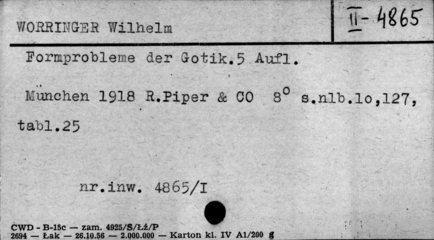 WORRINGER Wilhelm
II- 4865
Formprobleme der Gotik.5 Aufl.
München 1918 R.Piper & CO 8° s.nlb.lo,127,
tabl.25
nr.inw. 4865/I
CWD - B-15c — zam. 4925/S/Łż/P
2694 — Łak — 26.10.56 — 2.000.000 — Karton kl. IV A1/200 g